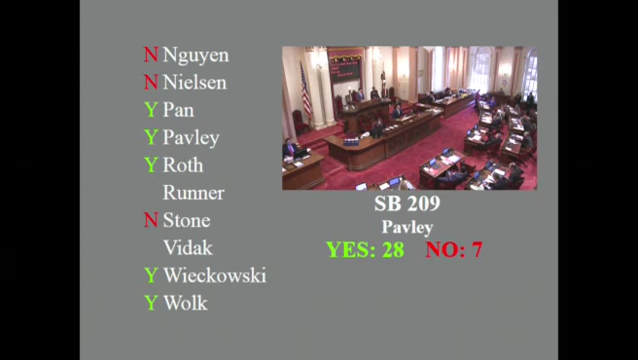 N Nguyen
N Nielsen
Y Pan
Y Pavley
Y Roth
Runner
N Stone
Vidak
Y Wieckowski
Y Wolk
SB 209
Pavley
YES: 28 NO: 7